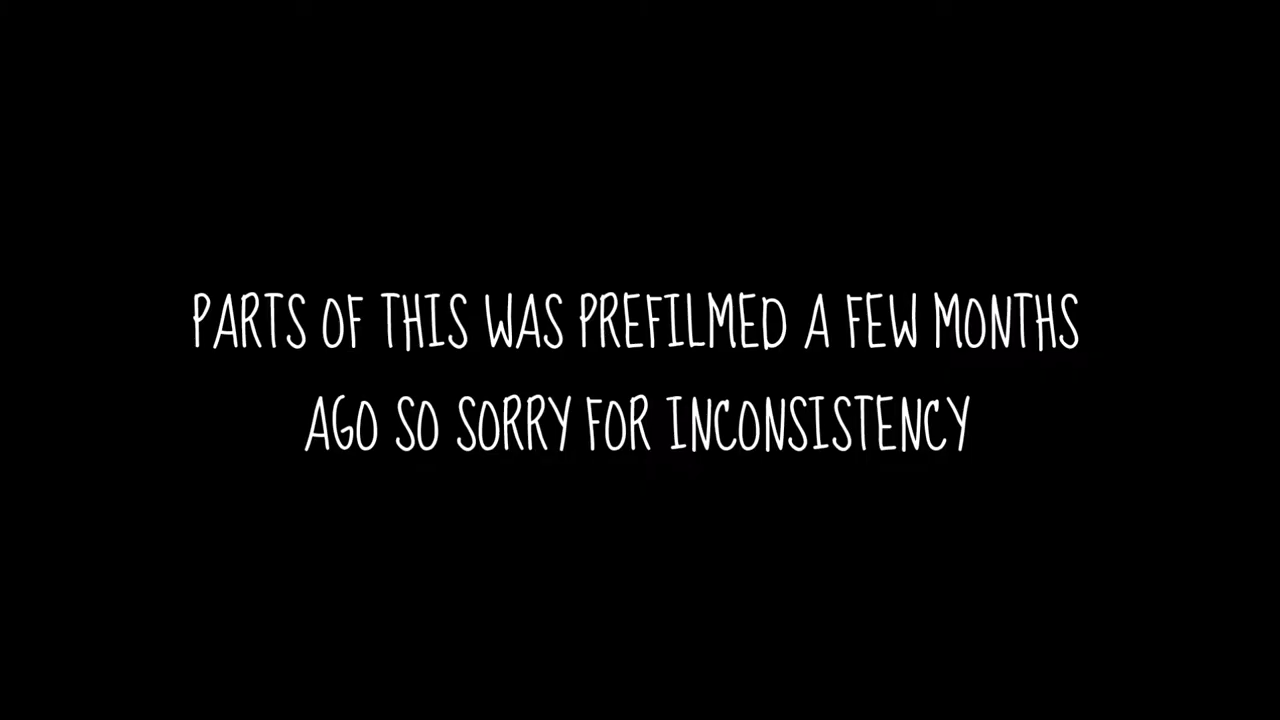 PARTS OF THIS WAS PREFILMED A FEW MONTHS
AGO SO SORRY FOR INCONSISTENCY